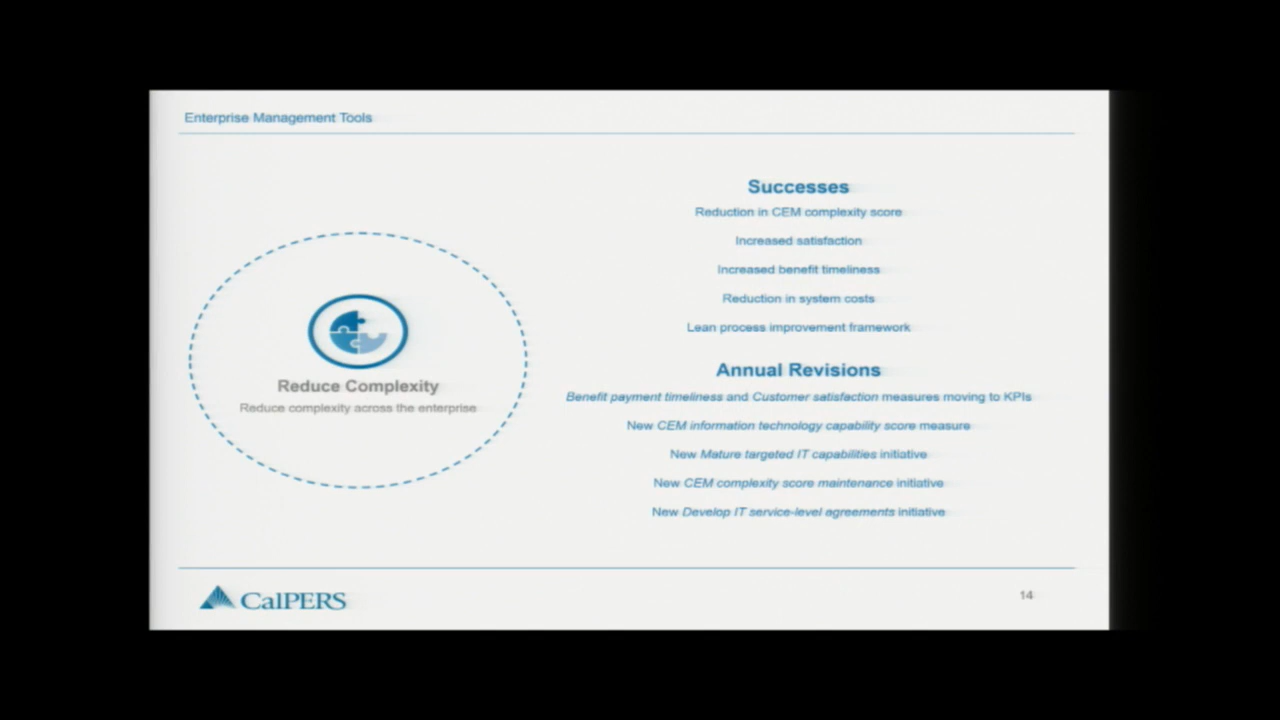 Enterprise Management Tools
Reduce Complexity
Reduce complexity across the enterprise
Successes
Reduction in CEM complexity score
Increased satisfaction
Increased benefit timeliness
Reduction in system costs
Lean process improvement framework
Annual Revisions
Benefit payment timeliness and Customer satisfaction measures moving to KPIs
New CEM information technology capability score measure
New Mature targeted IT capabilities initiative
New CEM complexity score maintenance initiative
New Develop IT service-level agreements initiative
CalPERS
14